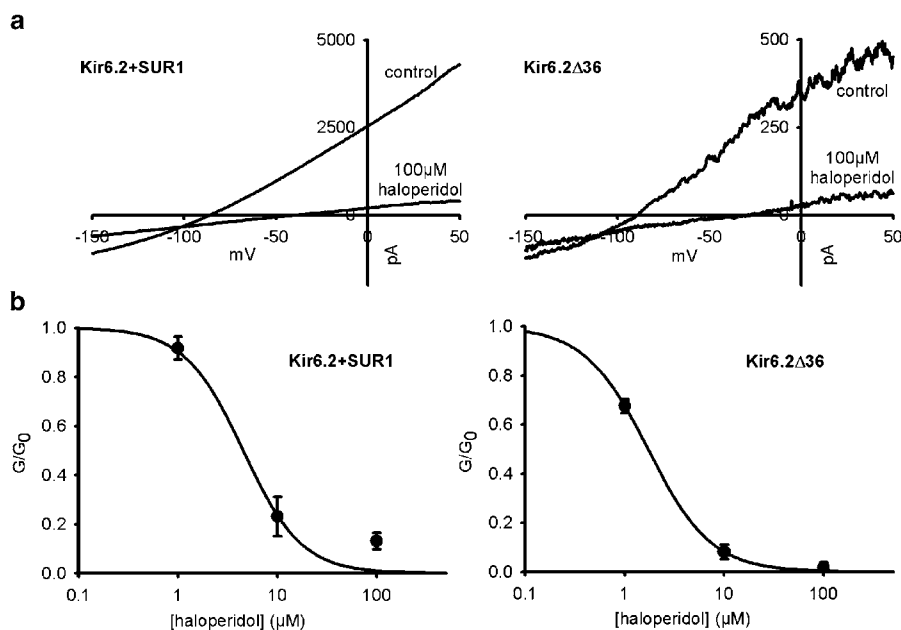 a
Kir6.2+SUR1
5000
control
2500
100µM
haloperidol
0
-150
-100
-50
0
50
mV
pA
Kir6.2Δ36
500
control
250
100µM
haloperidol
0
-150
-100
-50
0
50
mV
pA
b
Kir6.2+SUR1
G/G0
1.0
0.8
0.6
0.4
0.2
0.0
0.1
1
10
100
[haloperidol] (µM)
Kir6.2Δ36
G/G0
1.0
0.8
0.6
0.4
0.2
0.0
0.1
1
10
100
[haloperidol] (µM)